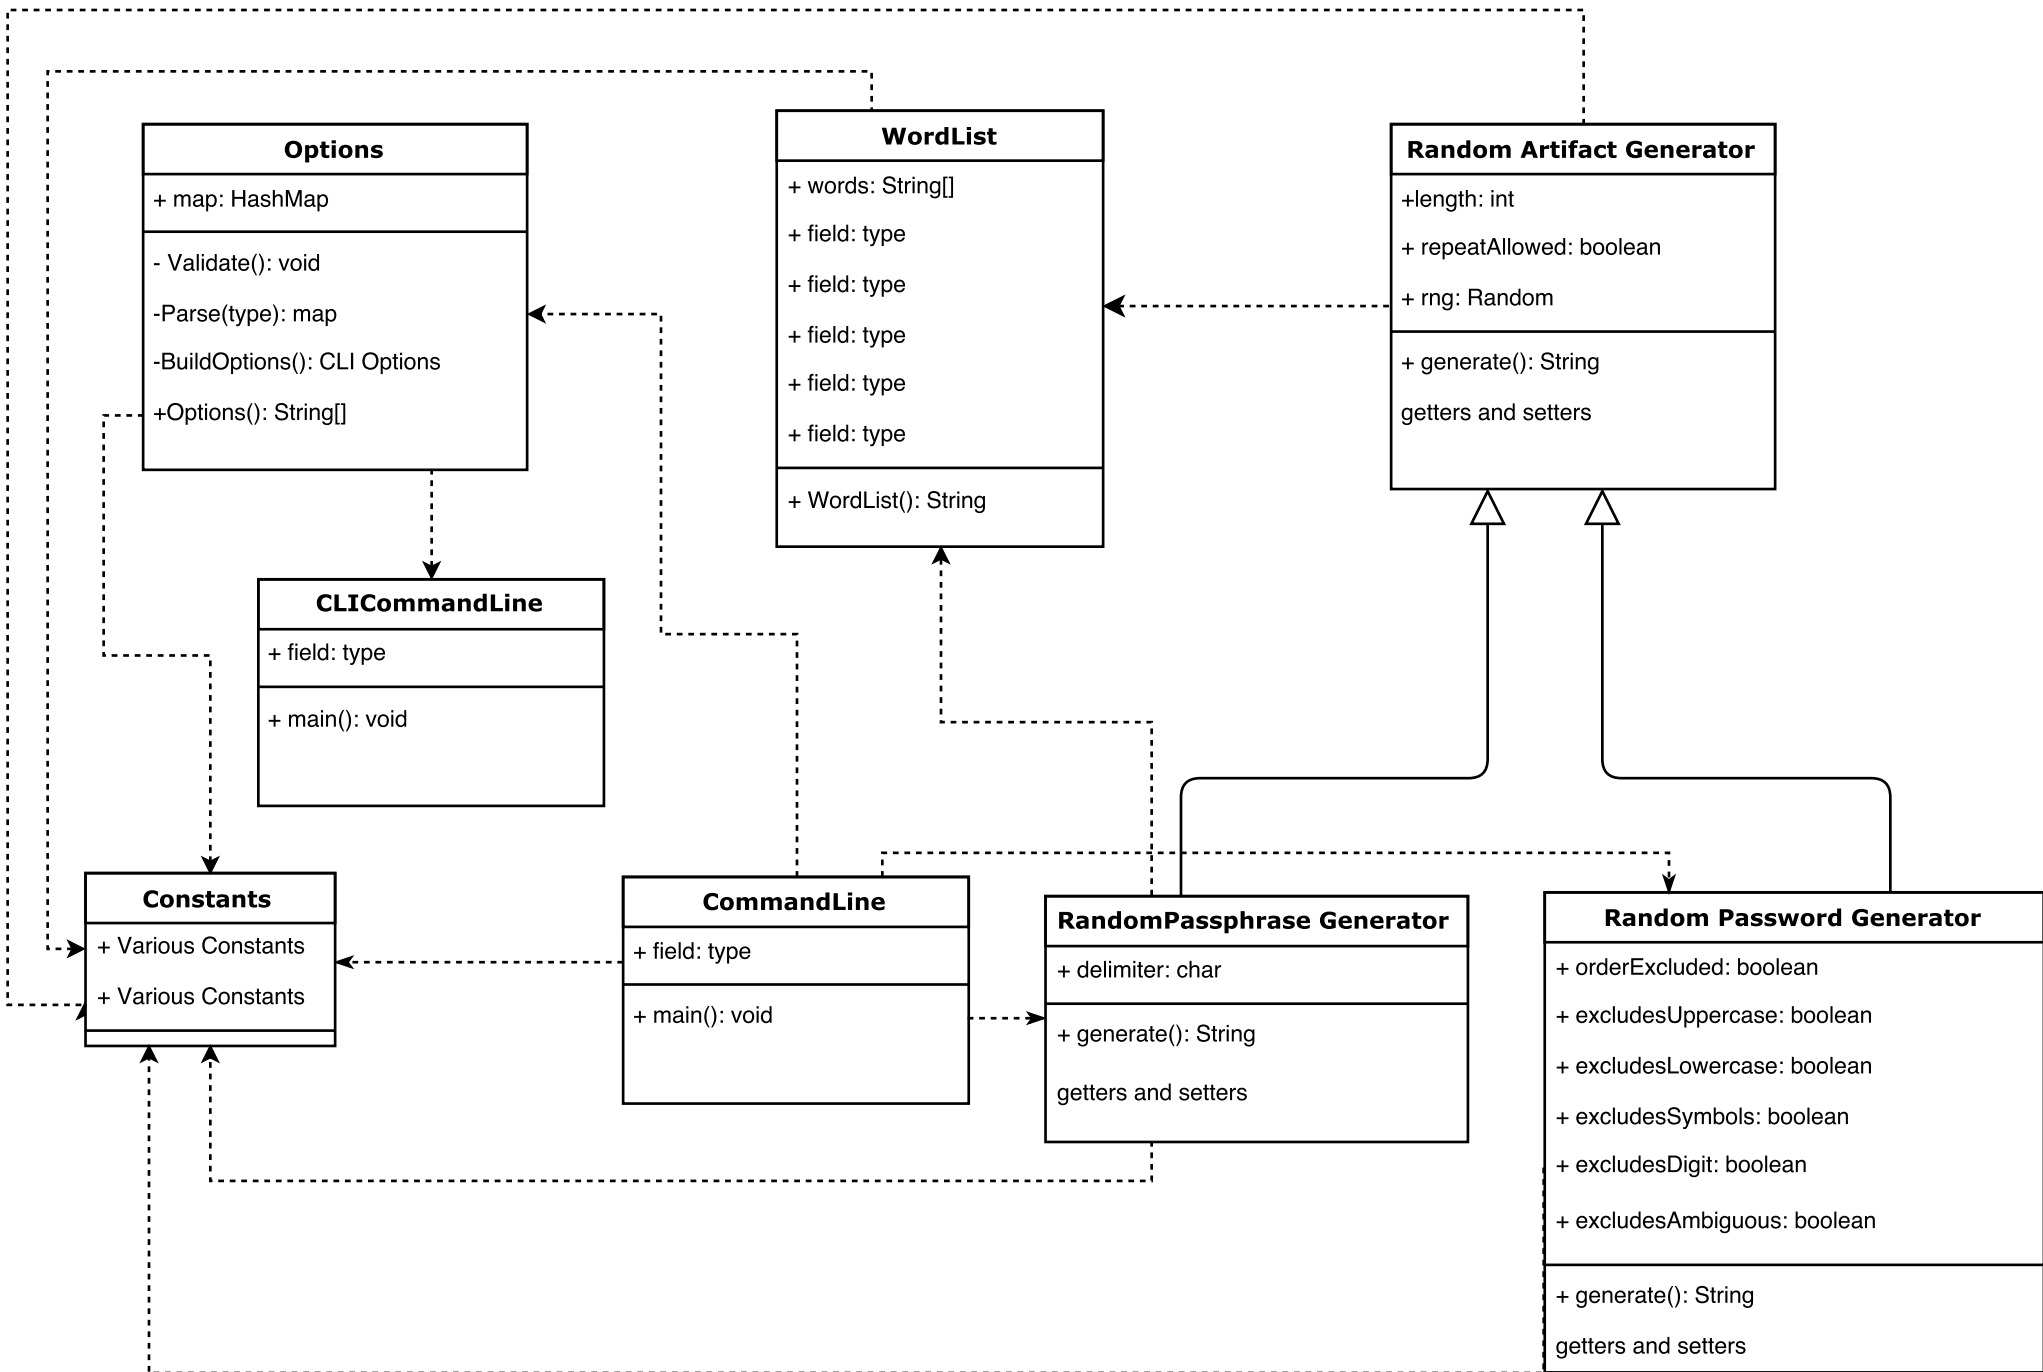 Options
+ map: HashMap
- Validate(): void
-Parse(type): map
-BuildOptions(): CLI Options
+Options(): String[]
WordList
+ words: String[]
+ field: type
+ field: type
+ field: type
+ field: type
+ field: type
+ WordList(): String
Random Artifact Generator
+length: int
+ repeatAllowed: boolean
+ rng: Random
+ generate(): String
getters and setters
CLICommandLine
+ field: type
+ main(): void
Constants
+ Various Constants
+ Various Constants
CommandLine
+ field: type
+ main(): void
RandomPassphrase Generator
+ delimiter: char
+ generate(): String
getters and setters
Random Password Generator
+ orderExcluded: boolean
+ excludesUppercase: boolean
+ excludesLowercase: boolean
+ excludesSymbols: boolean
+ excludesDigit: boolean
+ excludesAmbiguous: boolean
+ generate(): String
getters and setters